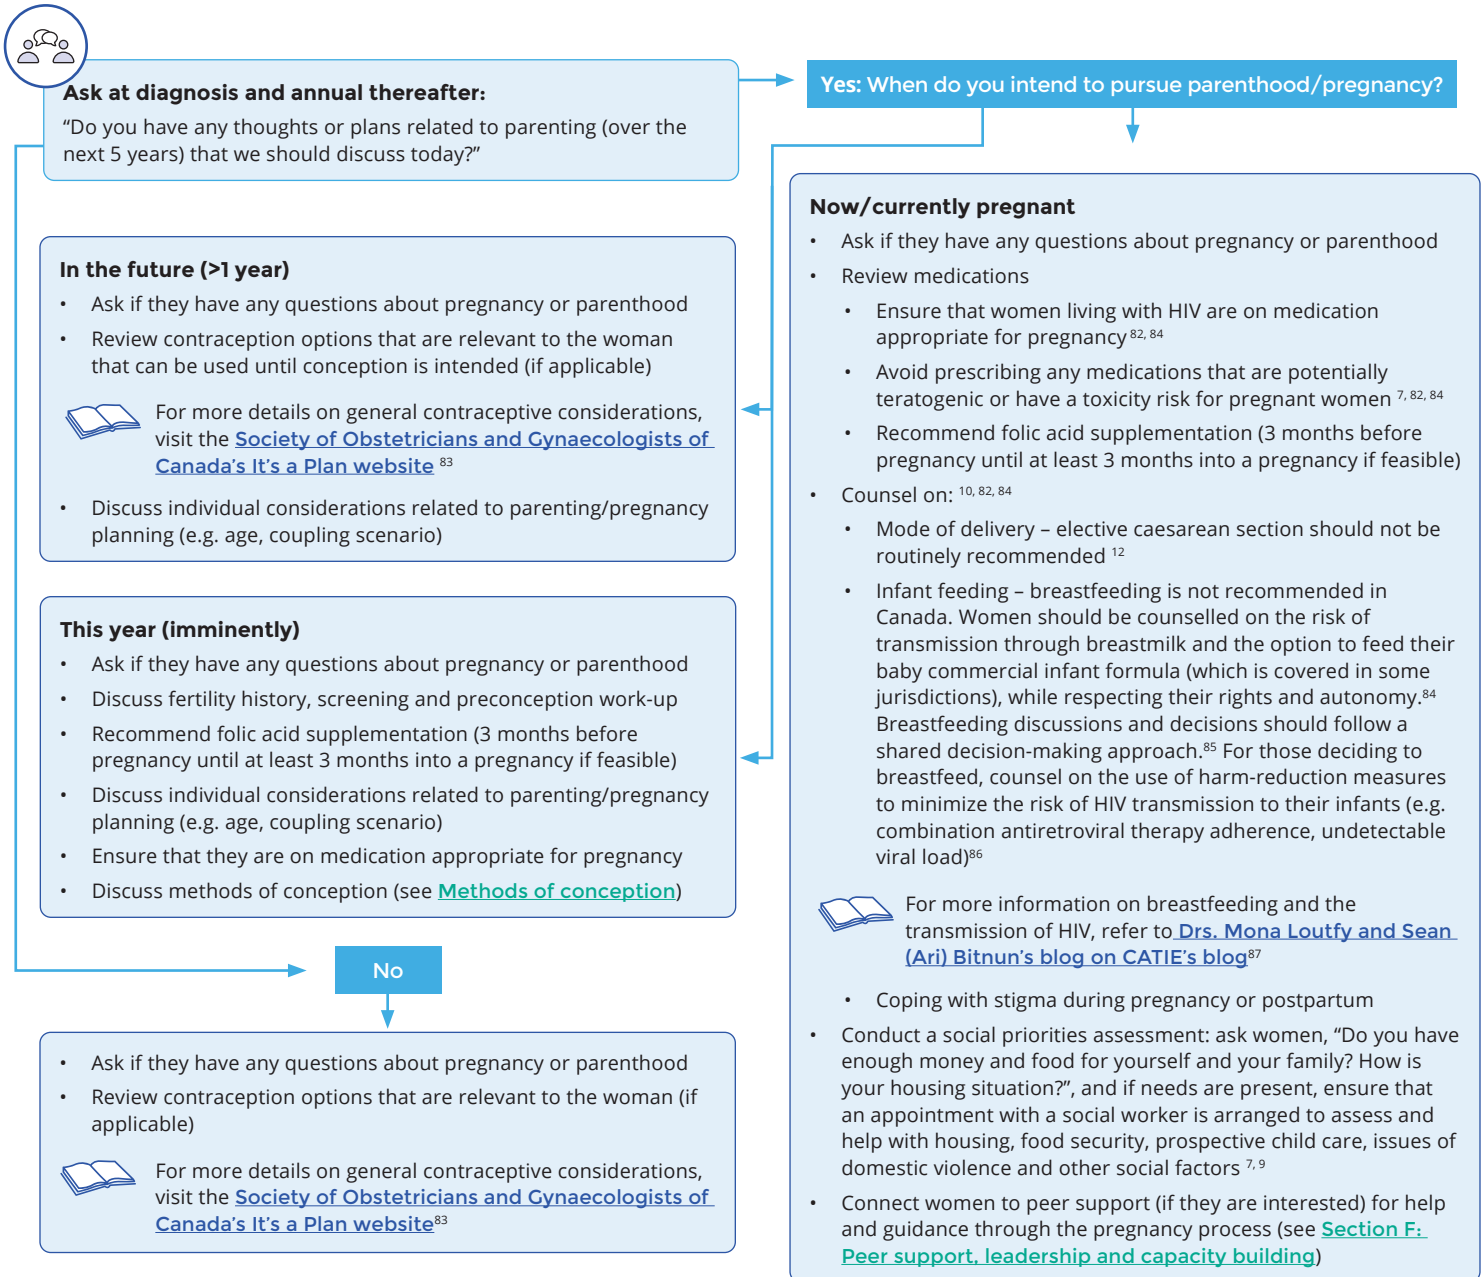 Ask at diagnosis and annual thereafter:
“Do you have any thoughts or plans related to parenting (over the
next 5 years) that we should discuss today?”
Yes: When do you intend to pursue parenthood/pregnancy?
In the future (>1 year)
• Ask if they have any questions about pregnancy or parenthood
• Review contraception options that are relevant to the woman
that can be used until conception is intended (if applicable)
For more details on general contraceptive considerations,
visit the Society of Obstetricians and Gynaecologists of
Canada’s It’s a Plan website 83
• Discuss individual considerations related to parenting/pregnancy
planning (e.g. age, coupling scenario)
This year (imminently)
• Ask if they have any questions about pregnancy or parenthood
• Discuss fertility history, screening and preconception work-up
• Recommend folic acid supplementation (3 months before
pregnancy until at least 3 months into a pregnancy if feasible)
• Discuss individual considerations related to parenting/pregnancy
planning (e.g. age, coupling scenario)
• Ensure that they are on medication appropriate for pregnancy
• Discuss methods of conception (see Methods of conception)
No
• Ask if they have any questions about pregnancy or parenthood
• Review contraception options that are relevant to the woman (if
applicable)
For more details on general contraceptive considerations,
visit the Society of Obstetricians and Gynaecologists of
Canada’s It’s a Plan website83
Now/currently pregnant
• Ask if they have any questions about pregnancy or parenthood
• Review medications
• Ensure that women living with HIV are on medication
appropriate for pregnancy 82, 84
• Avoid prescribing any medications that are potentially
teratogenic or have a toxicity risk for pregnant women 7, 82, 84
• Recommend folic acid supplementation (3 months before
pregnancy until at least 3 months into a pregnancy if feasible)
• Counsel on: 10, 82, 84
• Mode of delivery – elective caesarean section should not be
routinely recommended 12
• Infant feeding – breastfeeding is not recommended in
Canada. Women should be counselled on the risk of
transmission through breastmilk and the option to feed their
baby commercial infant formula (which is covered in some
jurisdictions), while respecting their rights and autonomy.84
Breastfeeding discussions and decisions should follow a
shared decision-making approach.85 For those deciding to
breastfeed, counsel on the use of harm-reduction measures
to minimize the risk of HIV transmission to their infants (e.g.
combination antiretroviral therapy adherence, undetectable
viral load)86
For more information on breastfeeding and the
transmission of HIV, refer to Drs. Mona Loutfy and Sean
(Ari) Bitnun’s blog on CATIE’s blog87
• Coping with stigma during pregnancy or postpartum
• Conduct a social priorities assessment: ask women, “Do you have
enough money and food for yourself and your family? How is
your housing situation?”, and if needs are present, ensure that
an appointment with a social worker is arranged to assess and
help with housing, food security, prospective child care, issues of
domestic violence and other social factors 7, 9
• Connect women to peer support (if they are interested) for help
and guidance through the pregnancy process (see Section F:
Peer support, leadership and capacity building)